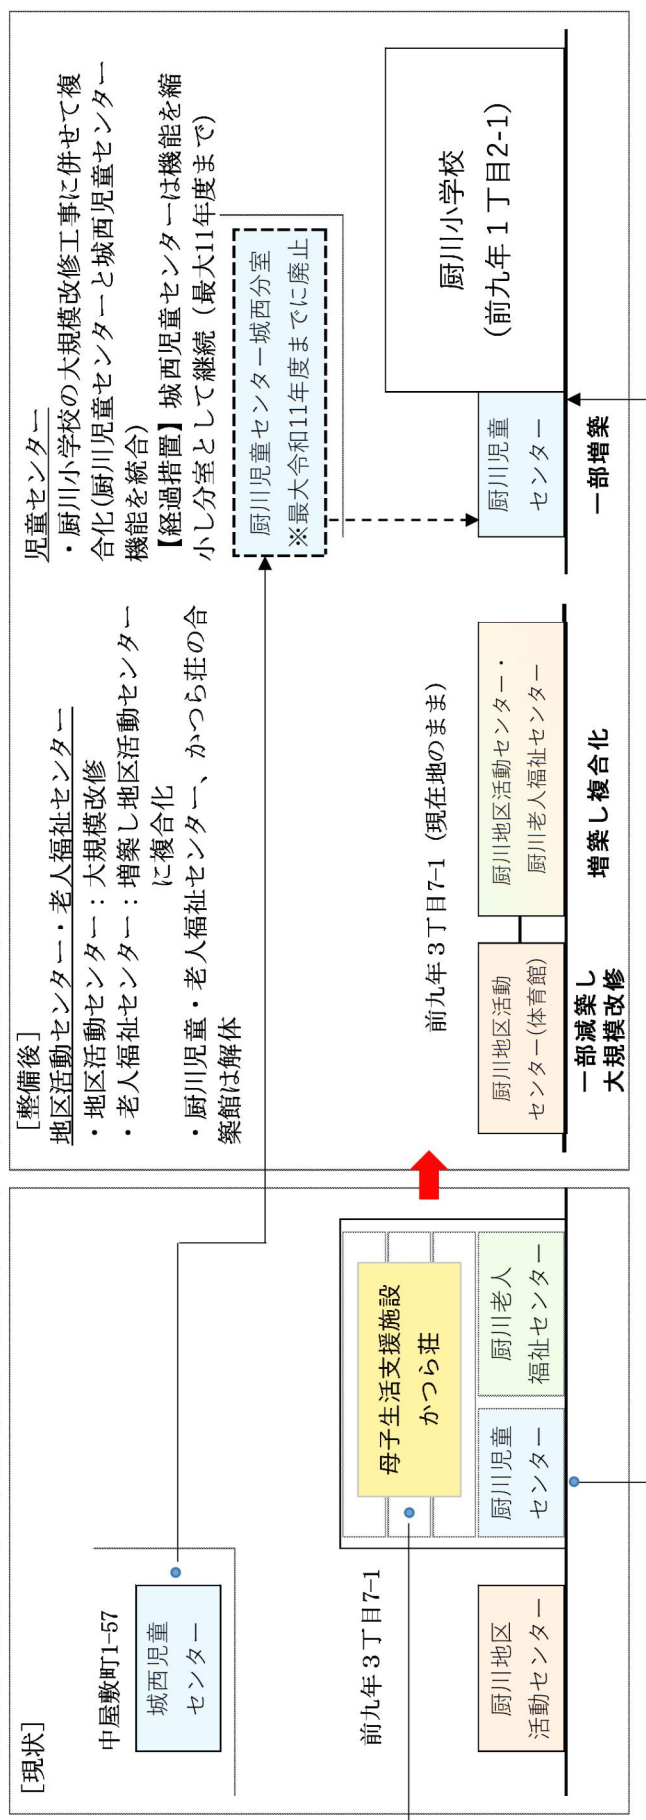 [現状]
中屋敷町1-57
城西児童
センター
前九年３丁目7-1
母子生活支援施設
かつら荘
厨川地区
活動センター
厨川児童
センター
厨川老人
福祉センター
[整備後]
地区活動センター・老人福祉センター
・地区活動センター：大規模改修
・老人福祉センター：増築し地区活動センター
に複合化
・厨川児童・老人福祉センター、かつら荘の合
築館は解体
前九年３丁目7-1 (現在地のまま)
厨川地区活動
センター(体育館)
一部減築し
大規模改修
厨川地区活動センター・
厨川老人福祉センター
増築し複合化
児童センター
・厨川小学校の大規模改修工事に併せて複
合化(厨川児童センターと城西児童センター
機能を統合)
【経過措置】城西児童センターは機能を縮
小し分室として継続（最大11年度まで）
厨川児童センター城西分室
※最大令和11年度までに廃止
厨川児童
センター
一部増築
厨川小学校
(前九年１丁目2-1)